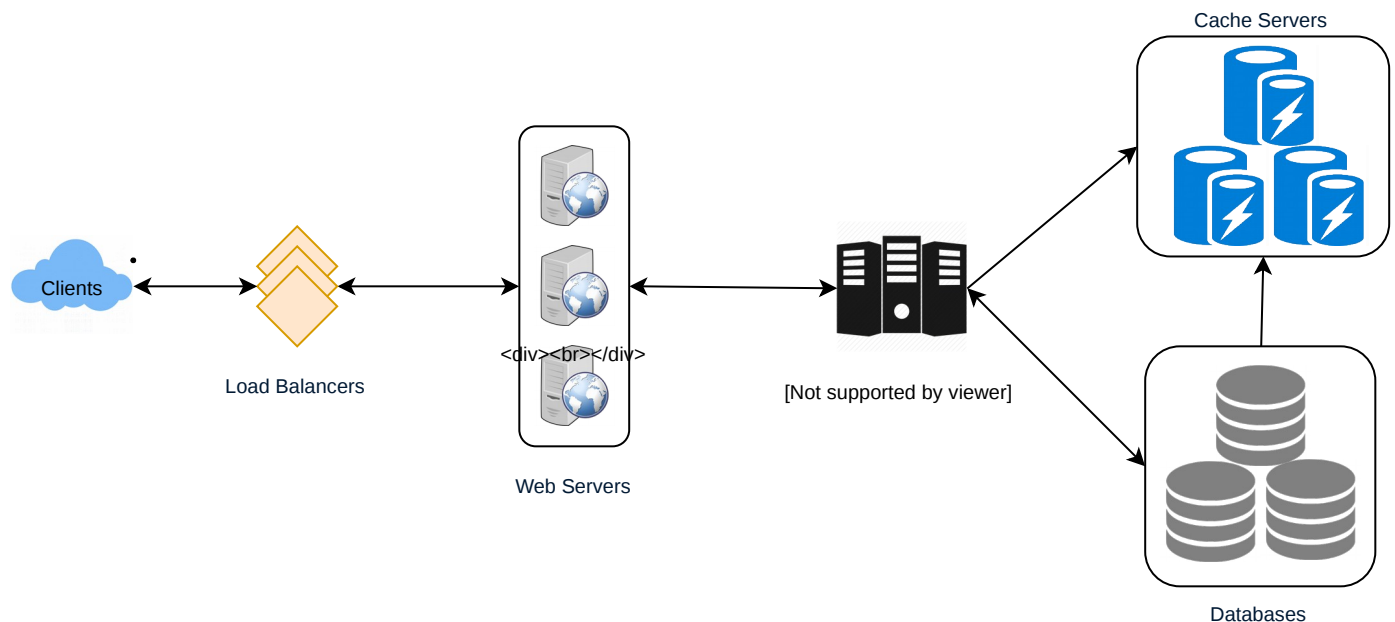 Cache Servers
Clients
<div><br></div>
Load Balancers
[Not supported by viewer]
Web Servers
Databases